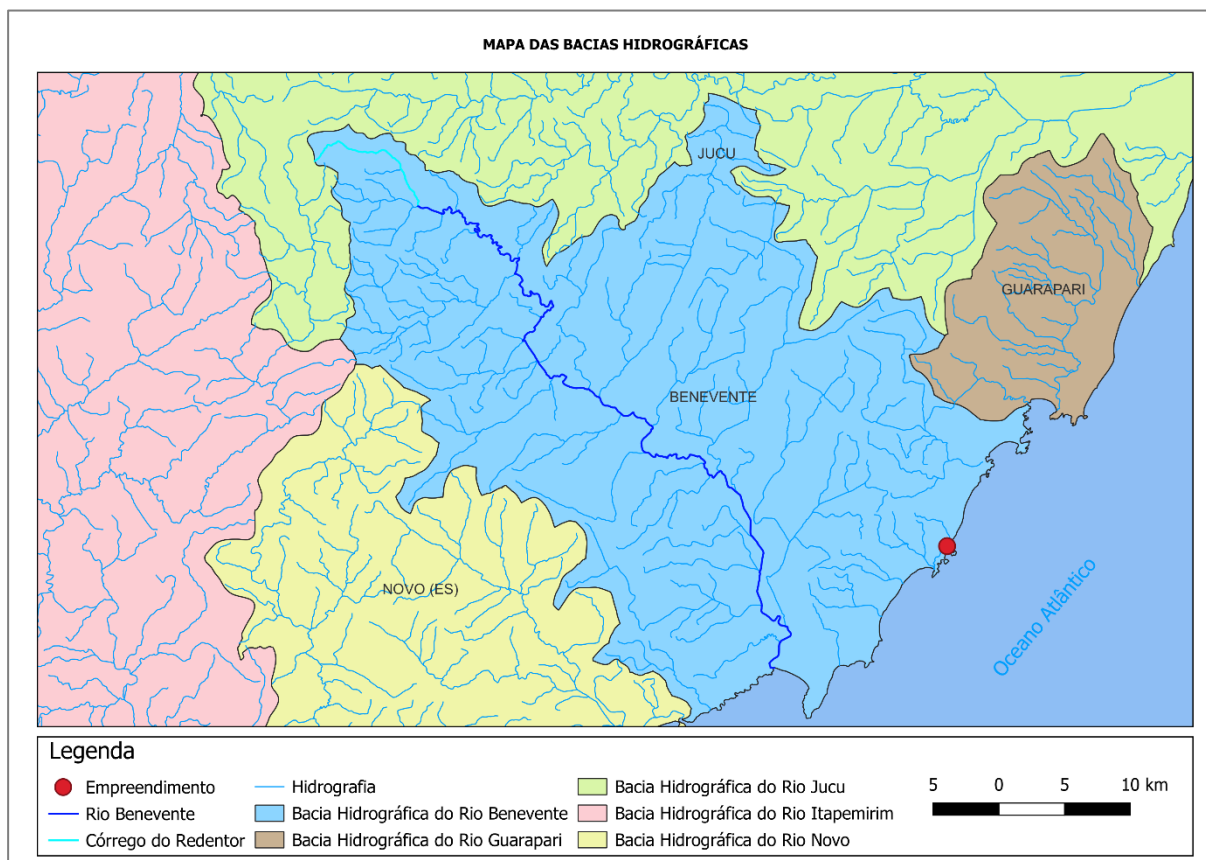 MAPA DAS BACIAS HIDROGRÁFICAS
JUCU
GUARAPARI
BENEVENTE
NOVO (ES)
Oceano Atlântico
Legenda
Empreendimento
Rio Benevente
Córrego do Redentor
Hidrografia
Bacia Hidrográfica do Rio Benevente
Bacia Hidrográfica do Rio Guarapari
Bacia Hidrográfica do Rio Jucu
Bacia Hidrográfica do Rio Itapemirim
Bacia Hidrográfica do Rio Novo
5 0 5 10 km